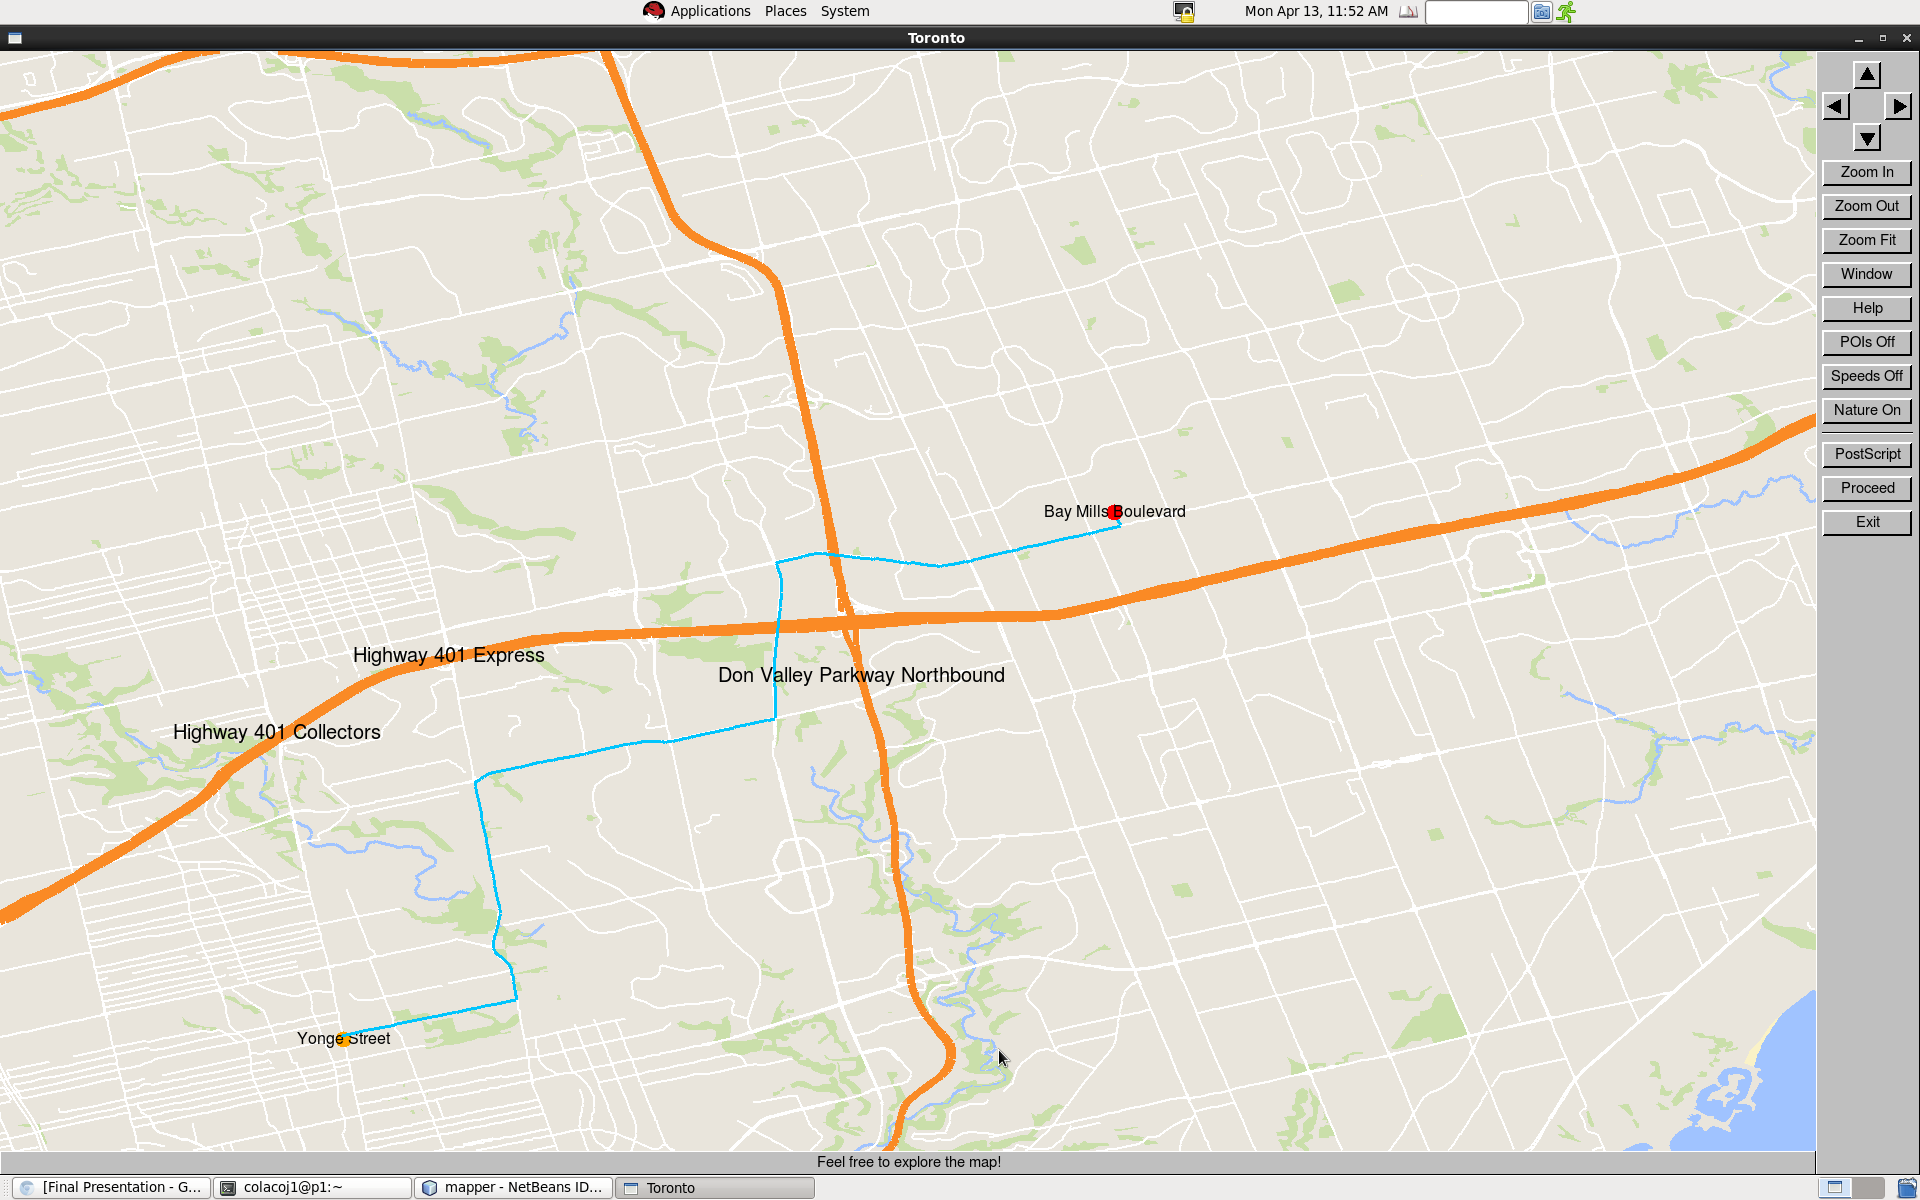 Applications Places System Mon Apr 13, 11:52 AM
Toronto
Zoom In
Zoom Out
Zoom Fit
Window
Help
POIs Off
Speeds Off
Nature On
PostScript
Proceed
Exit
Bay Mills Boulevard
Highway 401 Express
Don Valley Parkway Northbound
Highway 401 Collectors
Yonge Street
Feel free to explore the map!
[Final Presentation - G... colacoj1@p1:~ mapper - NetBeans ID... Toronto